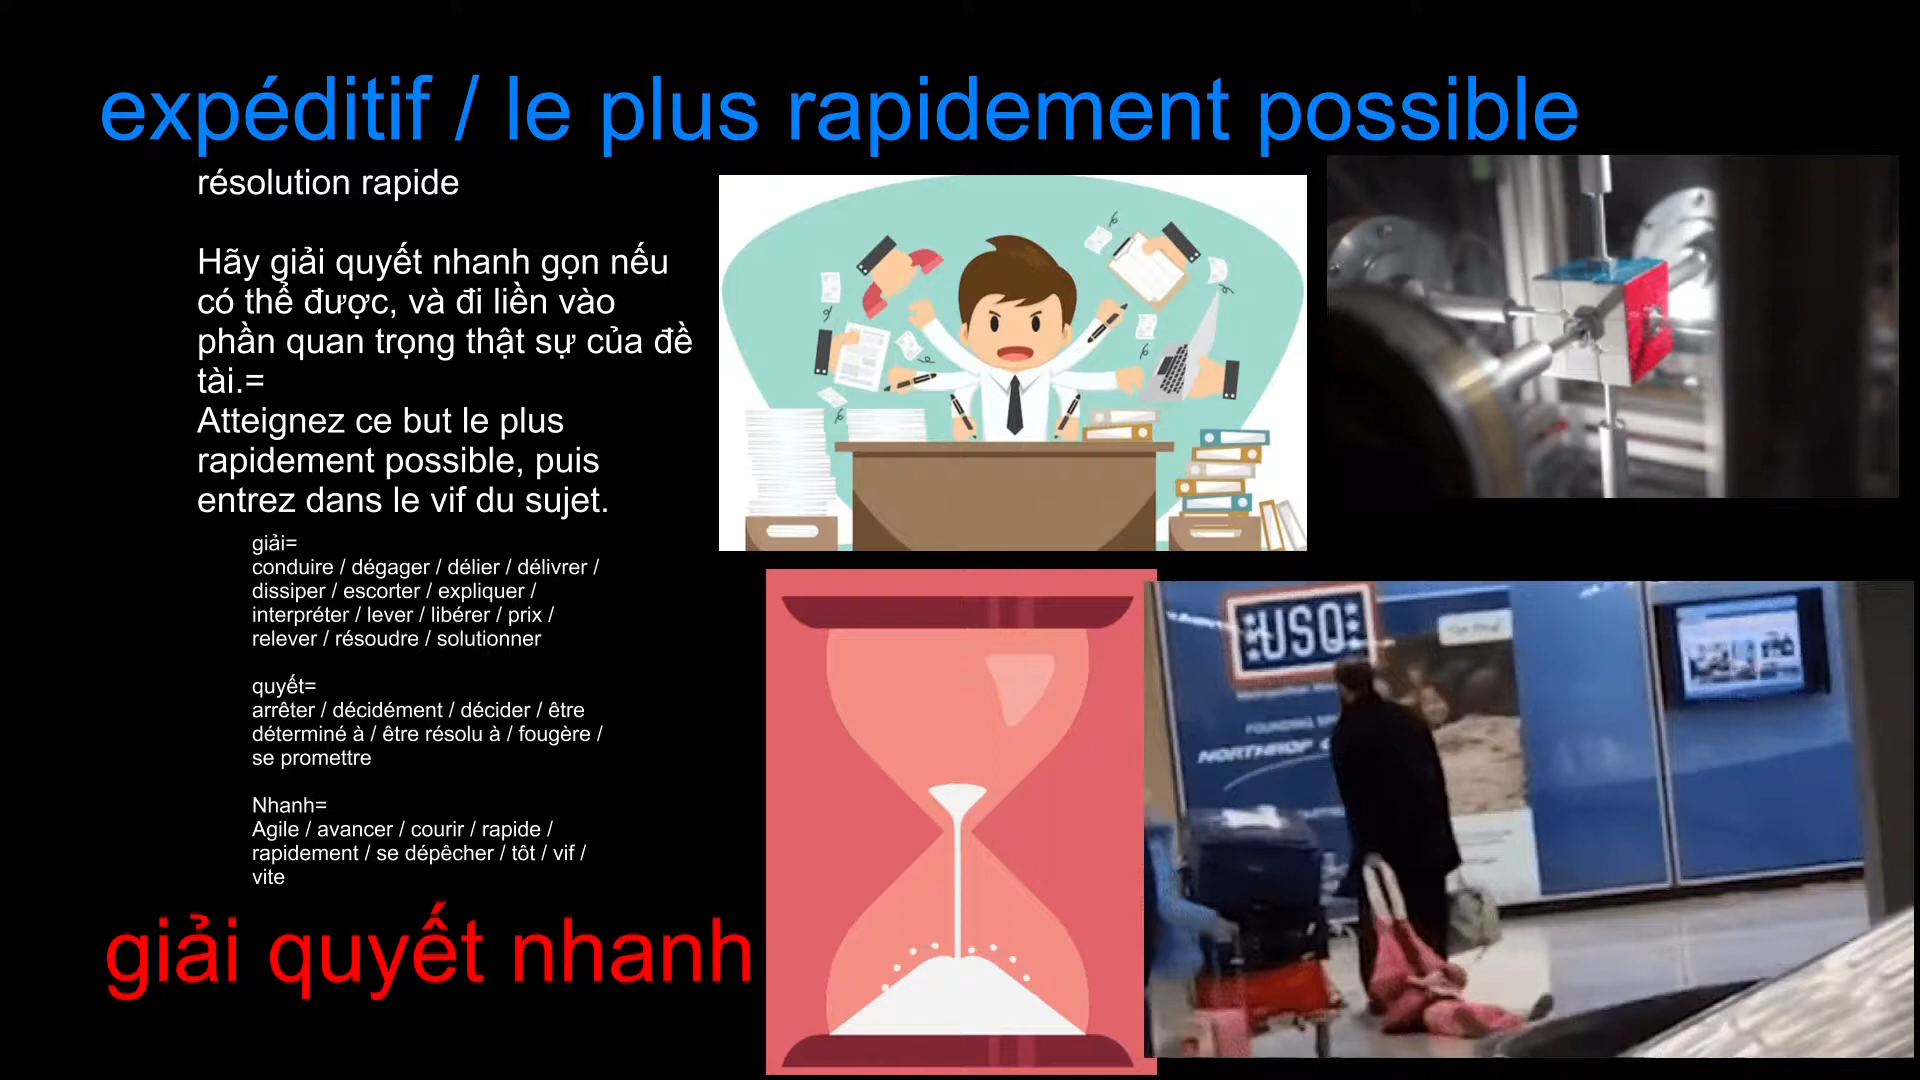 expéditif / le plus rapidement possible
résolution rapide
Hãy giải quyết nhanh gọn nếu
có thể được, và đi liền vào
phần quan trọng thật sự của đề
tài.=
Atteignez ce but le plus
rapidement possible, puis
entrez dans le vif du sujet.
giải=
conduire / dégager / délier / délivrer /
dissiper / escorter / expliquer /
interpréter / lever / libérer / prix /
relever / résoudre / solutionner
quyết=
arrêter / décidément / décider / être
déterminé à / être résolu à / fougère /
se promettre
Nhanh=
Agile / avancer / courir / rapide /
rapidement / se dépêcher / tôt / vif /
vite
giải quyết nhanh
USO
FOUNDING
NORTHROP